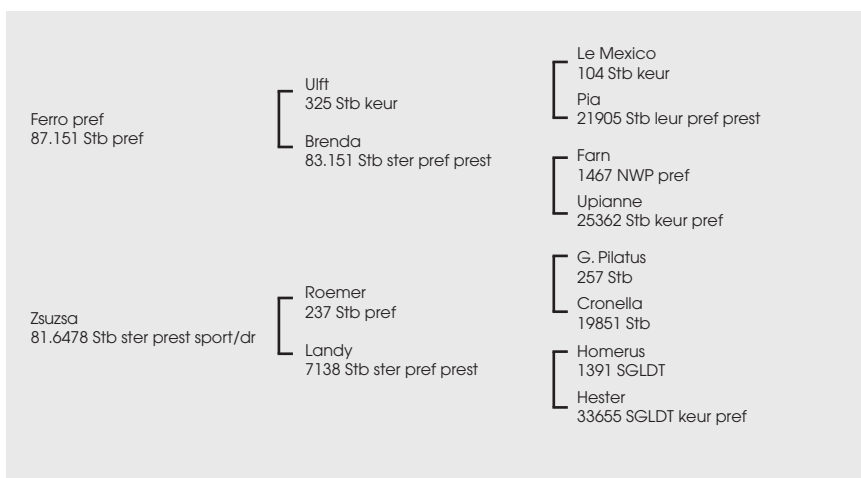 Ferro pref
87.151 Stb pref
Zsuzsa
81.6478 Stb ster prest sport/dr
Ulft
325 Stb keur
Brenda
83.151 Stb ster pref prest
Roemer
237 Stb pref
Landy
7138 Stb ster pref prest
Le Mexico
104 Stb keur
Pia
21905 Stb leur pref prest
Farn
1467 NWP pref
Upianne
25362 Stb keur pref
G. Pilatus
257 Stb
Cronella
19851 Stb
Homerus
1391 SGLDT
Hester
33655 SGLDT keur pref